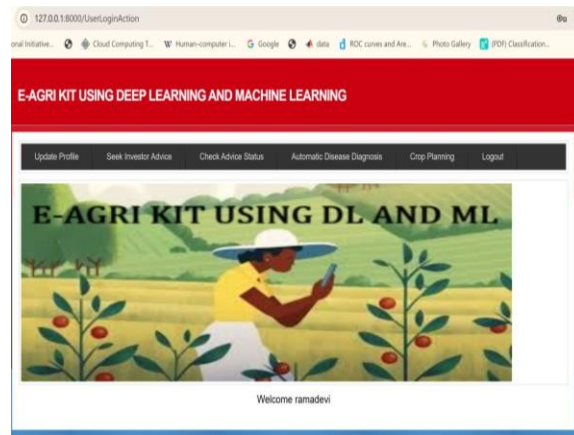 127.0.0.1:8000/UserLoginAction
onal Initiative.. Cloud Computing T... Human-computer i... Google data ROC curves and Are... Photo Gallery (PDF) Classification...
E-AGRI KIT USING DEEP LEARNING AND MACHINE LEARNING
Update Profile Seek Investor Advice Check Advice Status Automatic Disease Diagnosis Crop Planning Logout
E-AGRI KIT USING DL AND ML
Welcome ramadevi